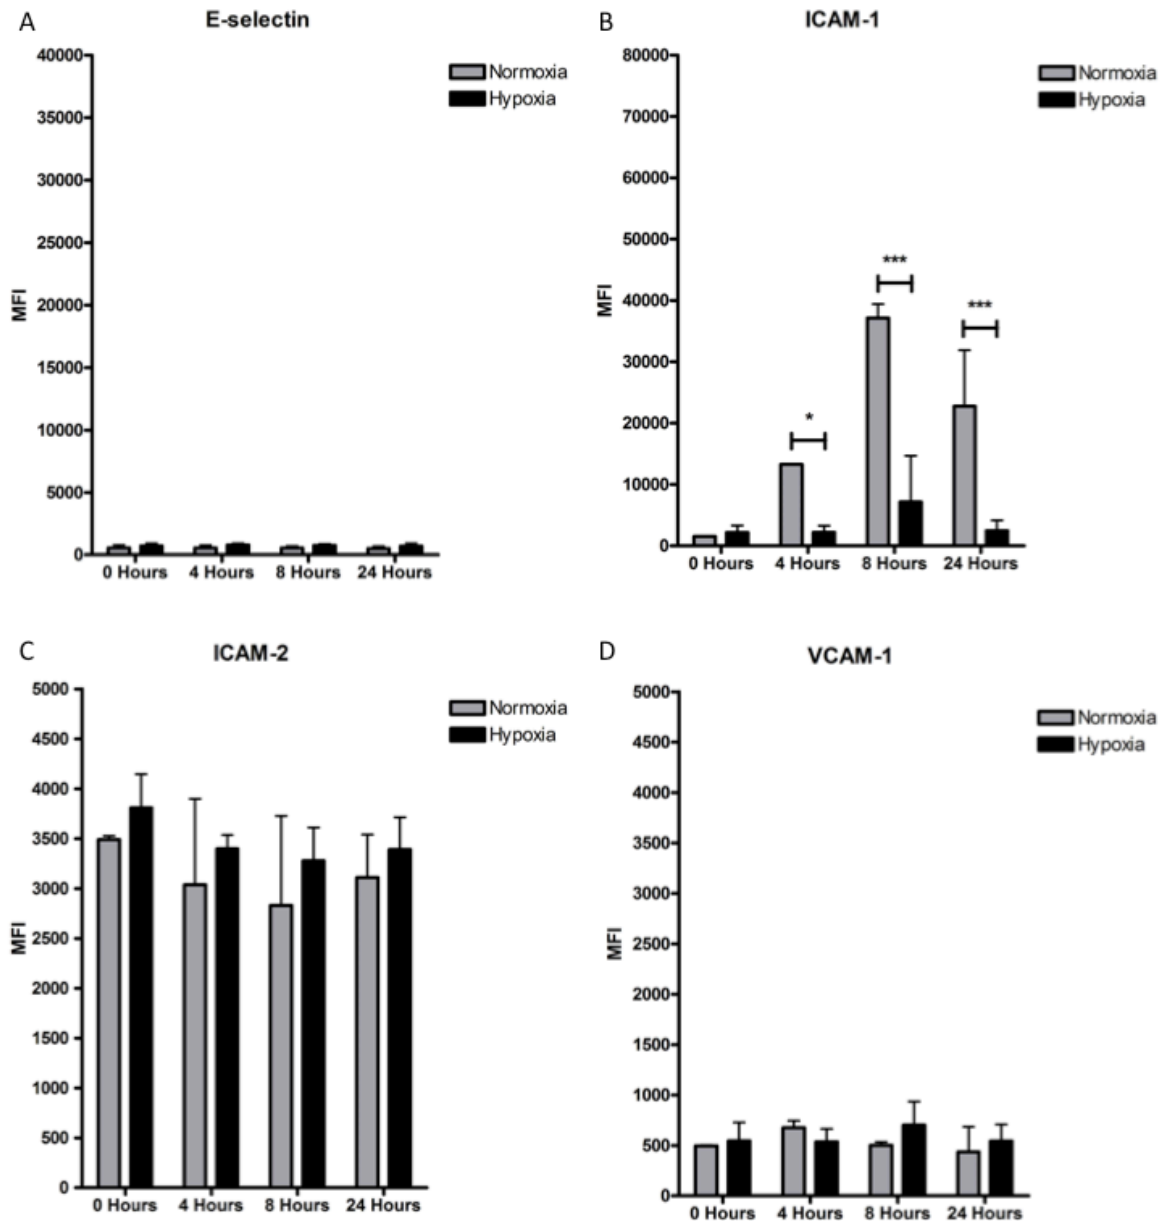 A
E-selectin
40000
35000
30000
25000
20000
15000
10000
5000
0
MFI
Normoxia
Hypoxia
0 Hours 4 Hours 8 Hours 24 Hours
B
ICAM-1
80000
70000
60000
50000
40000
30000
20000
10000
0
MFI
Normoxia
Hypoxia
*
***
***
0 Hours 4 Hours 8 Hours 24 Hours
C
ICAM-2
5000
4500
4000
3500
3000
2500
2000
1500
1000
500
0
MFI
Normoxia
Hypoxia
0 Hours 4 Hours 8 Hours 24 Hours
D
VCAM-1
5000
4500
4000
3500
3000
2500
2000
1500
1000
500
0
MFI
Normoxia
Hypoxia
0 Hours 4 Hours 8 Hours 24 Hours